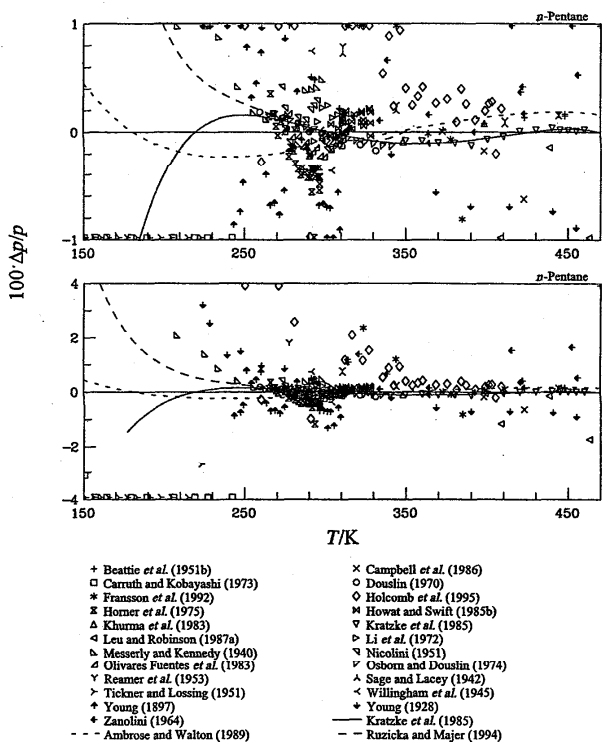 n-Pentane
1
0
-1
150
250
350
450
n-Pentane
4
2
0
-2
-4
150
250
350
450
100·Δp/p
T/K
Beattie et al. (1951b)
Carruth and Kobayashi (1973)
Fransson et al. (1992)
Horner et al. (1975)
Khurma et al. (1983)
Leu and Robinson (1987a)
Messerly and Kennedy (1940)
Olivares Fuentes et al. (1983)
Reamer et al. (1953)
Tickner and Lossing (1951)
Young (1897)
Zanolini (1964)
Ambrose and Walton (1989)
Campbell et al. (1986)
Douslin (1970)
Holcomb et al. (1995)
Howat and Swift (1985b)
Kratzke et al. (1985)
Li et al. (1972)
Nicolini (1951)
Osborn and Douslin (1974)
Sage and Lacey (1942)
Willingham et al. (1945)
Young (1928)
Kratzke et al. (1985)
Ruzicka and Majer (1994)